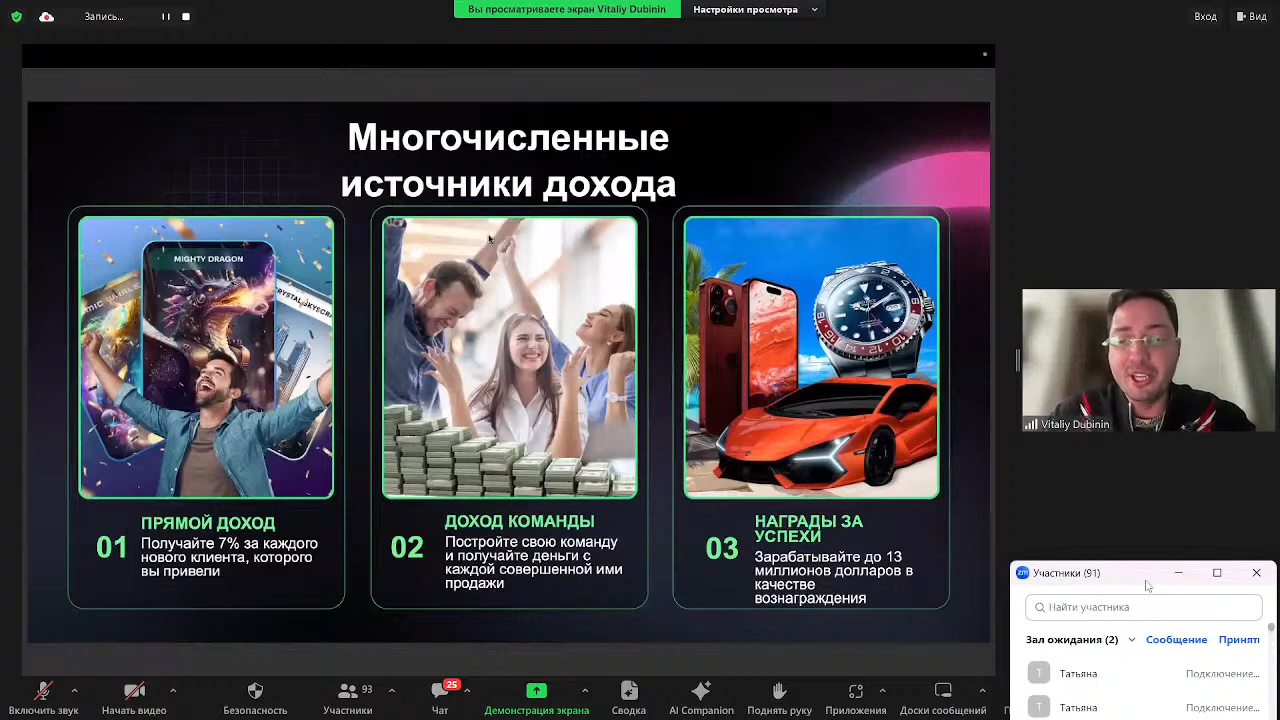 Запись...
Вы просматриваете экран Vitaliy Dubinin
Настройки просмотра
Вход
Вид
Многочисленные
источники дохода
MIGHTY DRAGON
01
ПРЯМОЙ ДОХОД
Получайте 7% за каждого
нового клиента, которого
вы привели
02
ДОХОД КОМАНДЫ
Постройте свою команду
и получайте деньги с
каждой совершенной ими
продажи
03
НАГРАДЫ ЗА
УСПЕХИ
Зарабатывайте до 13
миллионов долларов в
качестве
вознаграждения
Vitaliy Dubinin
zm
Участники (91)
Найти участника
Зал ожидания (2)
Сообщение
Принять
Т
Татьяна
Подключение...
Т
Татьяна
Подключение...
Включить звук
Начать видео
Безопасность
93
Участники
25
Чат
Демонстрация экрана
Сводка
AI Companion
Поднять руку
Приложения
Доски сообщений